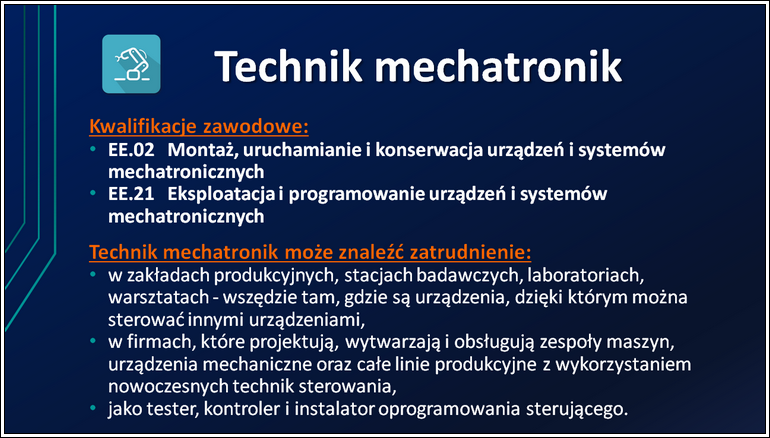 Technik mechatronik
Kwalifikacje zawodowe:
• EE.02 Montaż, uruchamianie i konserwacja urządzeń i systemów
mechatronicznych
• EE.21 Eksploatacja i programowanie urządzeń i systemów
mechatronicznych
Technik mechatronik może znaleźć zatrudnienie:
• w zakładach produkcyjnych, stacjach badawczych, laboratoriach,
warsztatach - wszędzie tam, gdzie są urządzenia, dzięki którym można
sterować innymi urządzeniami,
• w firmach, które projektują, wytwarzają i obsługują zespoły maszyn,
urządzenia mechaniczne oraz całe linie produkcyjne z wykorzystaniem
nowoczesnych technik sterowania,
• jako tester, kontroler i instalator oprogramowania sterującego.